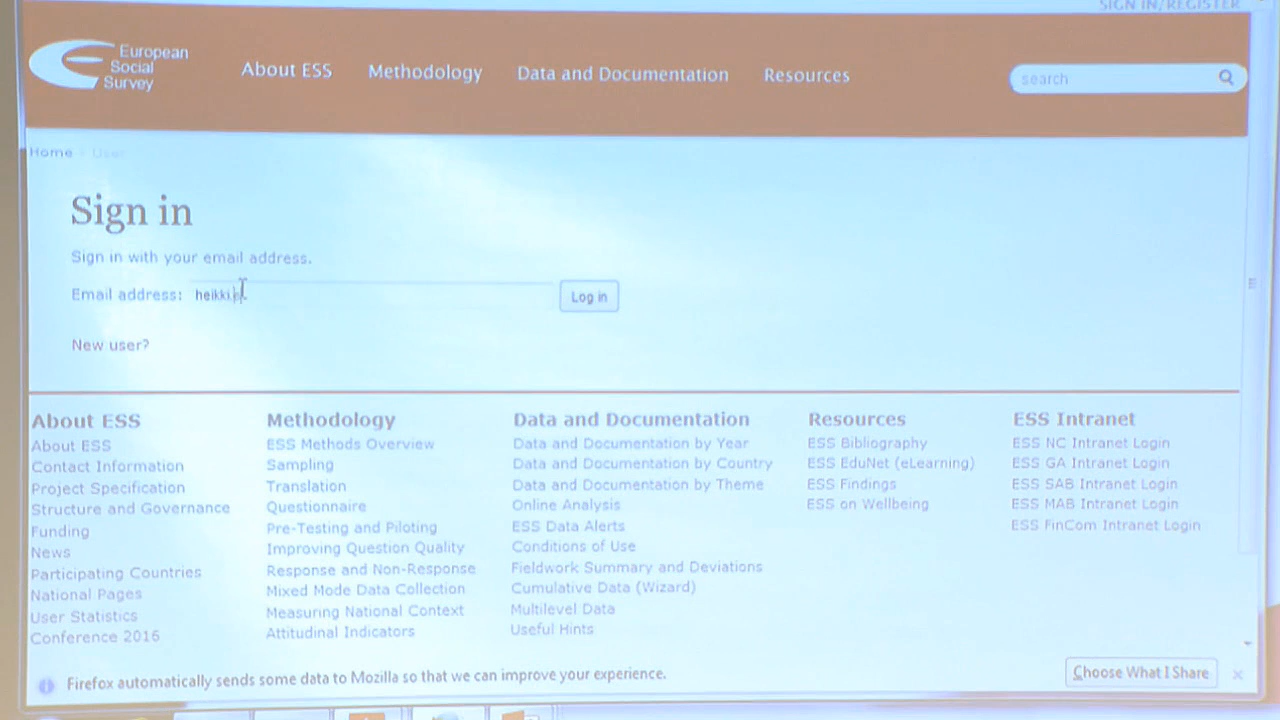 SIGN IN/REGISTER
European
Social
Survey
About ESS
Methodology
Data and Documentation
Resources
search
Home
User
Sign in
Sign in with your email address.
Email address:
heikki
Log in
New user?
About ESS
About ESS
Contact Information
Project Specification
Structure and Governance
Funding
News
Participating Countries
National Pages
User Statistics
Conference 2016
Methodology
ESS Methods Overview
Sampling
Translation
Questionnaire
Pre-Testing and Piloting
Improving Question Quality
Response and Non-Response
Mixed Mode Data Collection
Measuring National Context
Attitudinal Indicators
Data and Documentation
Data and Documentation by Year
Data and Documentation by Country
Data and Documentation by Theme
Online Analysis
ESS Data Alerts
Conditions of Use
Fieldwork Summary and Deviations
Cumulative Data (Wizard)
Multilevel Data
Useful Hints
Resources
ESS Bibliography
ESS EduNet (eLearning)
ESS Findings
ESS on Wellbeing
ESS Intranet
ESS NC Intranet Login
ESS GA Intranet Login
ESS SAB Intranet Login
ESS MAB Intranet Login
ESS FinCom Intranet Login
Firefox automatically sends some data to Mozilla so that we can improve your experience.
Choose What I Share